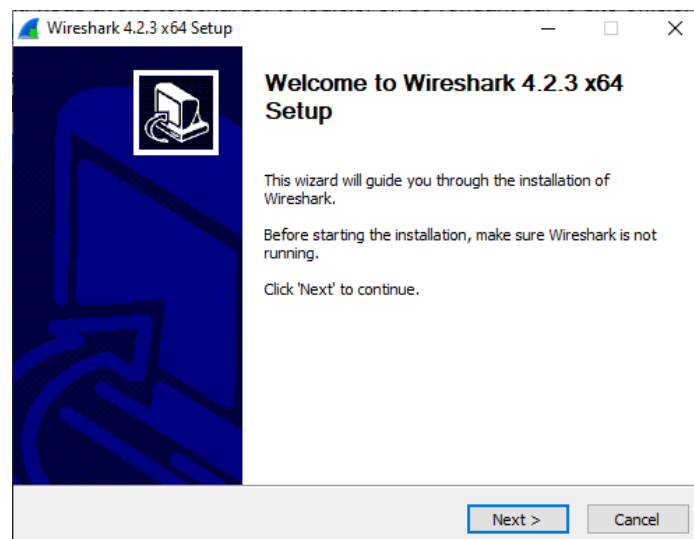 Wireshark 4.2.3 x64 Setup
Welcome to Wireshark 4.2.3 x64
Setup
This wizard will guide you through the installation of
Wireshark.
Before starting the installation, make sure Wireshark is not
running.
Click 'Next' to continue.
Next >
Cancel